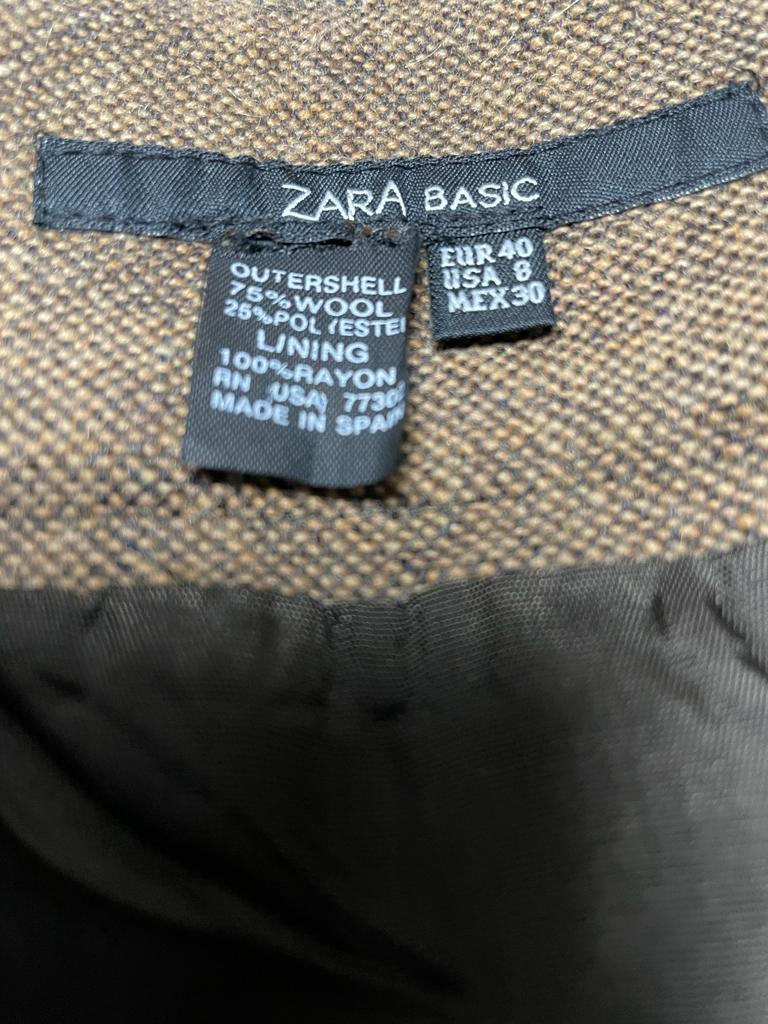 ZARA BASIC
OUTERSHELL
75%WOOL
25%POLYESTE
LINING
100%RAYON
RN (USA) 7730
MADE IN SPAIN
EUR 40
USA 8
MEX 30